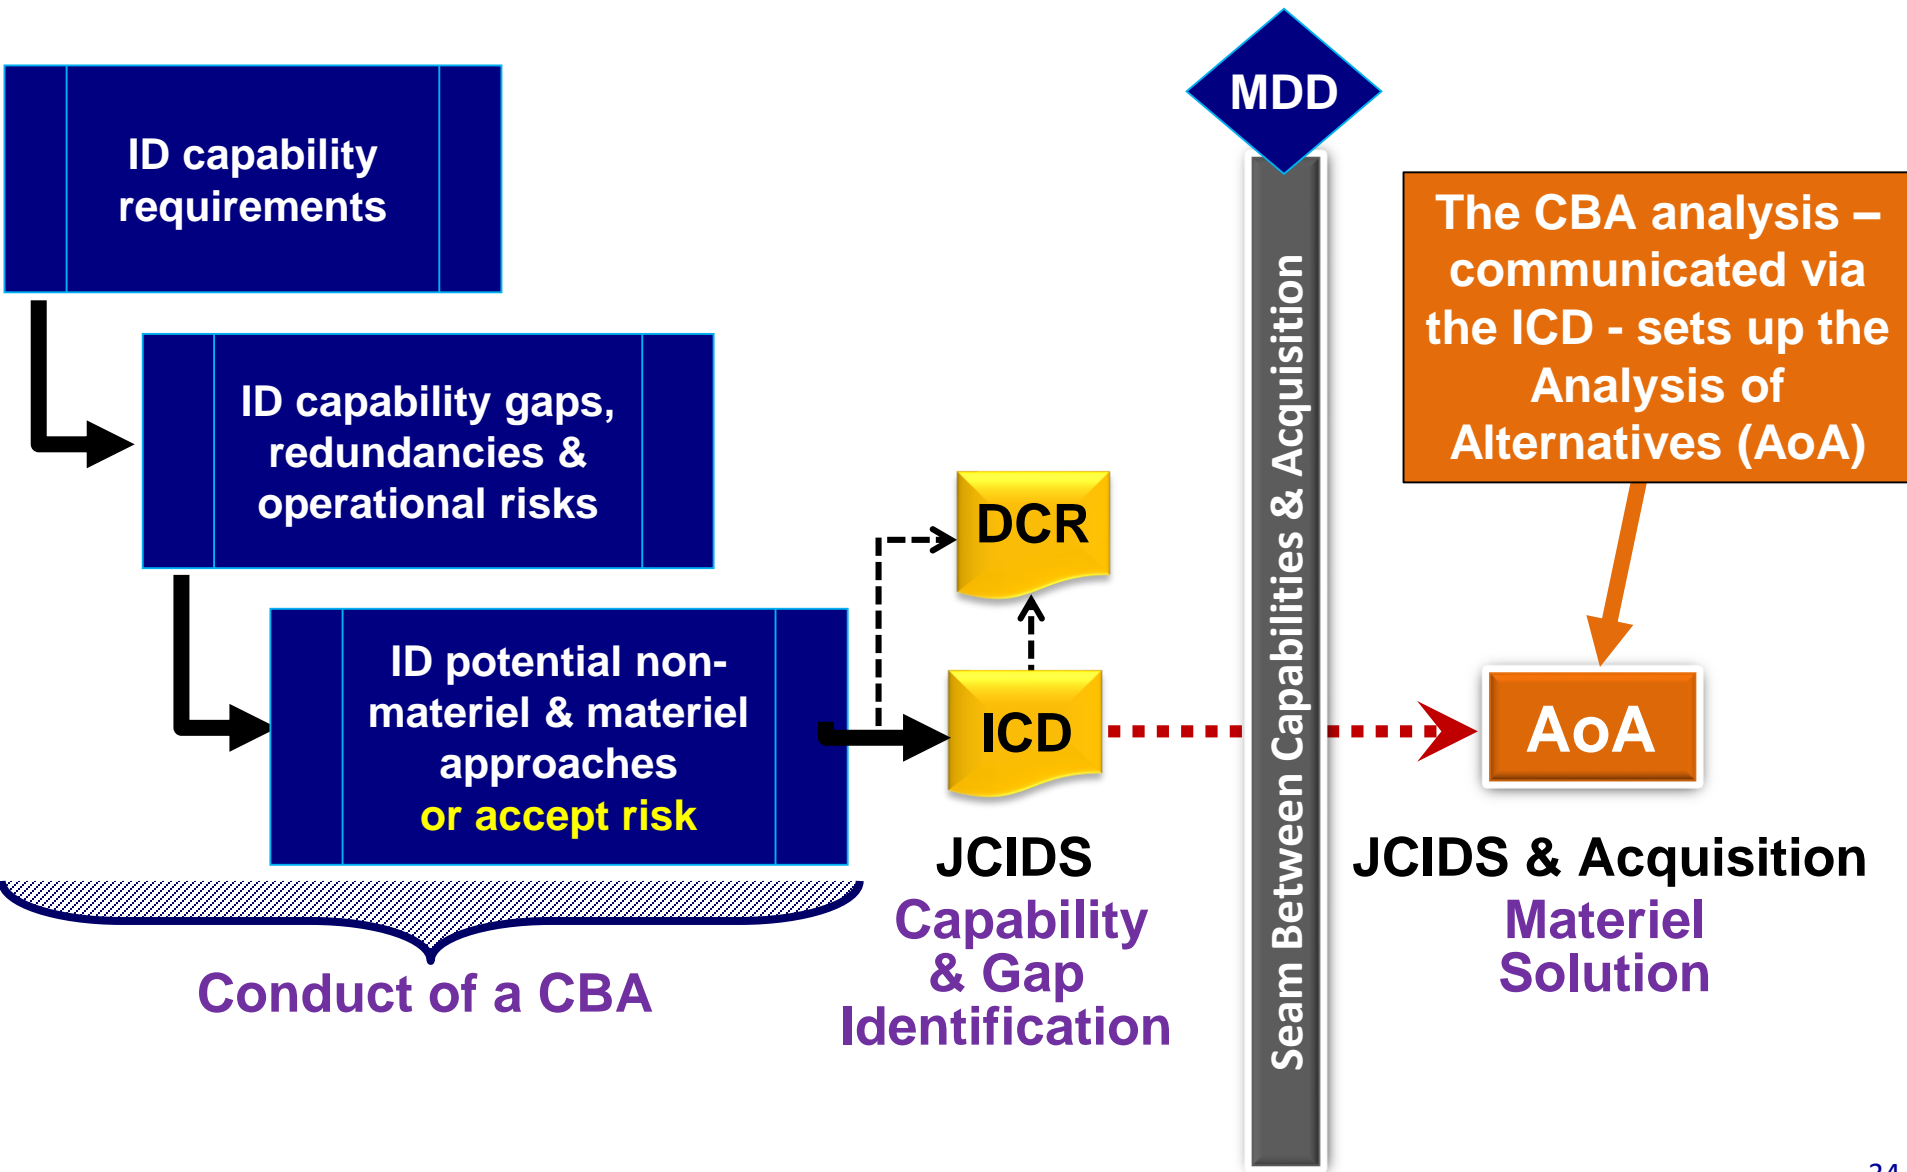 MDD
ID capability
requirements
The CBA analysis –
communicated via
the ICD - sets up the
Analysis of
Alternatives (AoA)
ID capability gaps,
redundancies &
operational risks
DCR
Seam Between Capabilities & Acquisition
ID potential non-
materiel & materiel
approaches
or accept risk
ICD
AoA
JCIDS
Capability
& Gap
Identification
JCIDS & Acquisition
Materiel
Solution
Conduct of a CBA